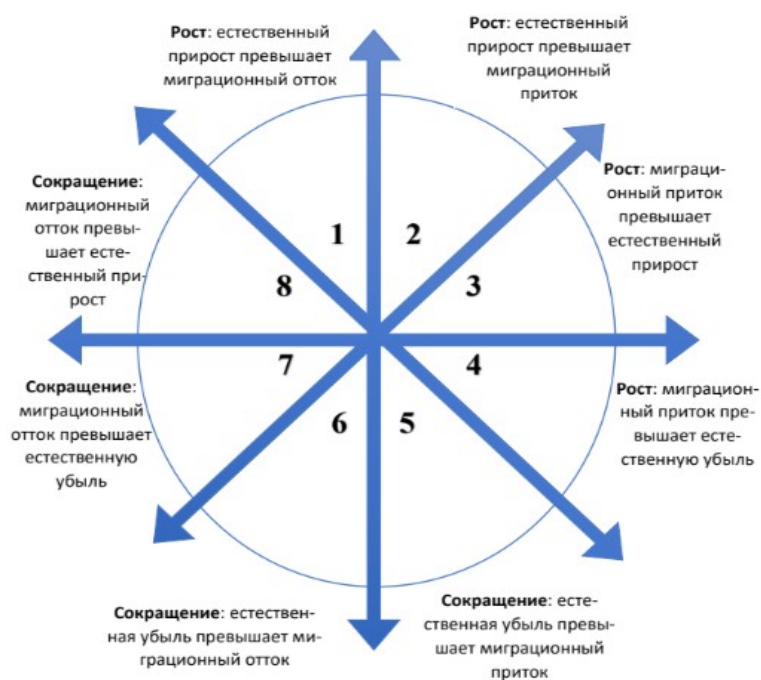 Рост: естественный
прирост превышает
миграционный отток
Рост: естественный
прирост превышает
миграционный
приток
Рост: миграци-
онный приток
превышает
естественный
прирост
Сокращение:
миграционный
отток превы-
шает есте-
ственный при-
рост
1
2
8
3
7
4
6
5
Сокращение:
миграционный
отток превышает
естественную
убыль
Рост: миграцион-
ный приток пре-
вышает есте-
ственную убыль
Сокращение: естествен-
ная убыль превышает ми-
грационный отток
Сокращение: есте-
ственная убыль превы-
шает миграционный
приток